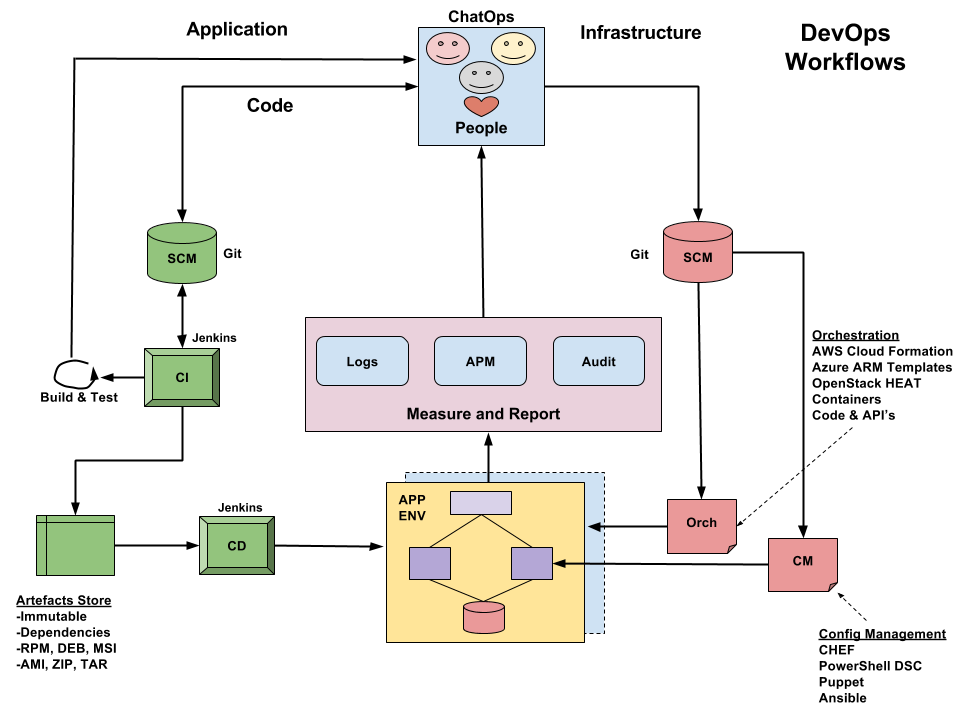 ChatOps
Application
Infrastructure
DevOps
Workflows
Code
People
SCM
Git
Git
SCM
Jenkins
CI
Build & Test
Logs
APM
Audit
Measure and Report
Orchestration
AWS Cloud Formation
Azure ARM Templates
OpenStack HEAT
Containers
Code & API's
APP
ENV
Jenkins
CD
Orch
CM
Artefacts Store
-Immutable
-Dependencies
-RPM, DEB, MSI
-AMI, ZIP, TAR
Config Management
CHEF
PowerShell DSC
Puppet
Ansible